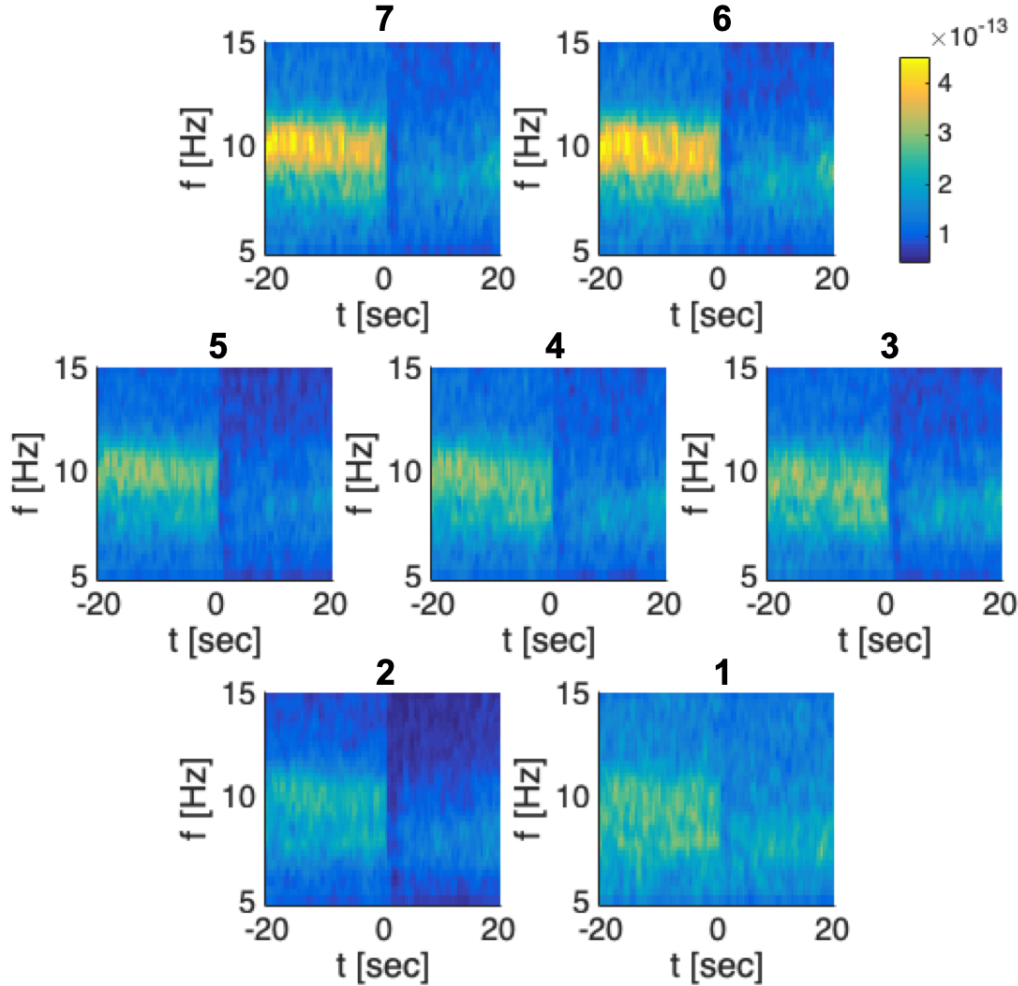 7 6
×10⁻¹³
15 15
4
f [Hz] 10 f [Hz] 10
3
2
1
5 5
-20 0 20 -20 0 20
t [sec] t [sec]
5 4 3
15 15 15
f [Hz] 10 f [Hz] 10 f [Hz] 10
5 5 5
-20 0 20 -20 0 20 -20 0 20
t [sec] t [sec] t [sec]
2 1
15 15
f [Hz] 10 f [Hz] 10
5 5
-20 0 20 -20 0 20
t [sec] t [sec]